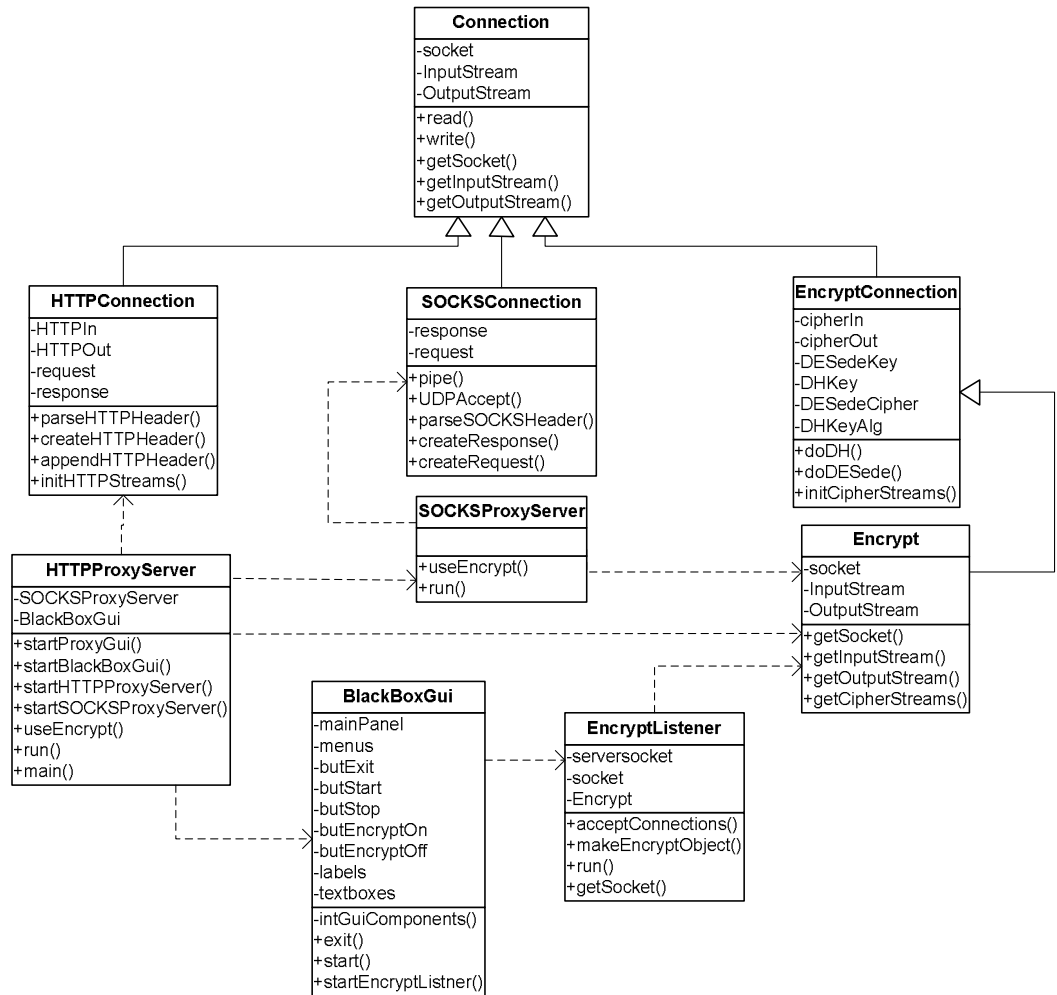 Connection
-socket
-InputStream
-OutputStream
+read()
+write()
+getSocket()
+getInputStream()
+getOutputStream()
HTTPConnection
-HTTPIn
-HTTPOut
-request
-response
+parseHTTPHeader()
+createHTTPHeader()
+appendHTTPHeader()
+initHTTPStreams()
SOCKSConnection
-response
-request
+pipe()
+UDPAccept()
+parseSOCKSHeader()
+createResponse()
+createRequest()
EncryptConnection
-cipherIn
-cipherOut
-DESedeKey
-DHKey
-DESedeCipher
-DHKeyAlg
+doDH()
+doDESede()
+initCipherStreams()
SOCKSProxyServer
+useEncrypt()
+run()
Encrypt
-socket
-InputStream
-OutputStream
+getSocket()
+getInputStream()
+getOutputStream()
+getCipherStreams()
HTTPProxyServer
-SOCKSProxyServer
-BlackBoxGui
+startProxyGui()
+startBlackBoxGui()
+startHTTPProxyServer()
+startSOCKSProxyServer()
+useEncrypt()
+run()
+main()
BlackBoxGui
-mainPanel
-menus
-butExit
-butStart
-butStop
-butEncryptOn
-butEncryptOff
-labels
-textboxes
-intGuiComponents()
+exit()
+start()
+startEncryptListner()
EncryptListener
-serversocket
-socket
-Encrypt
+acceptConnections()
+makeEncryptObject()
+run()
+getSocket()